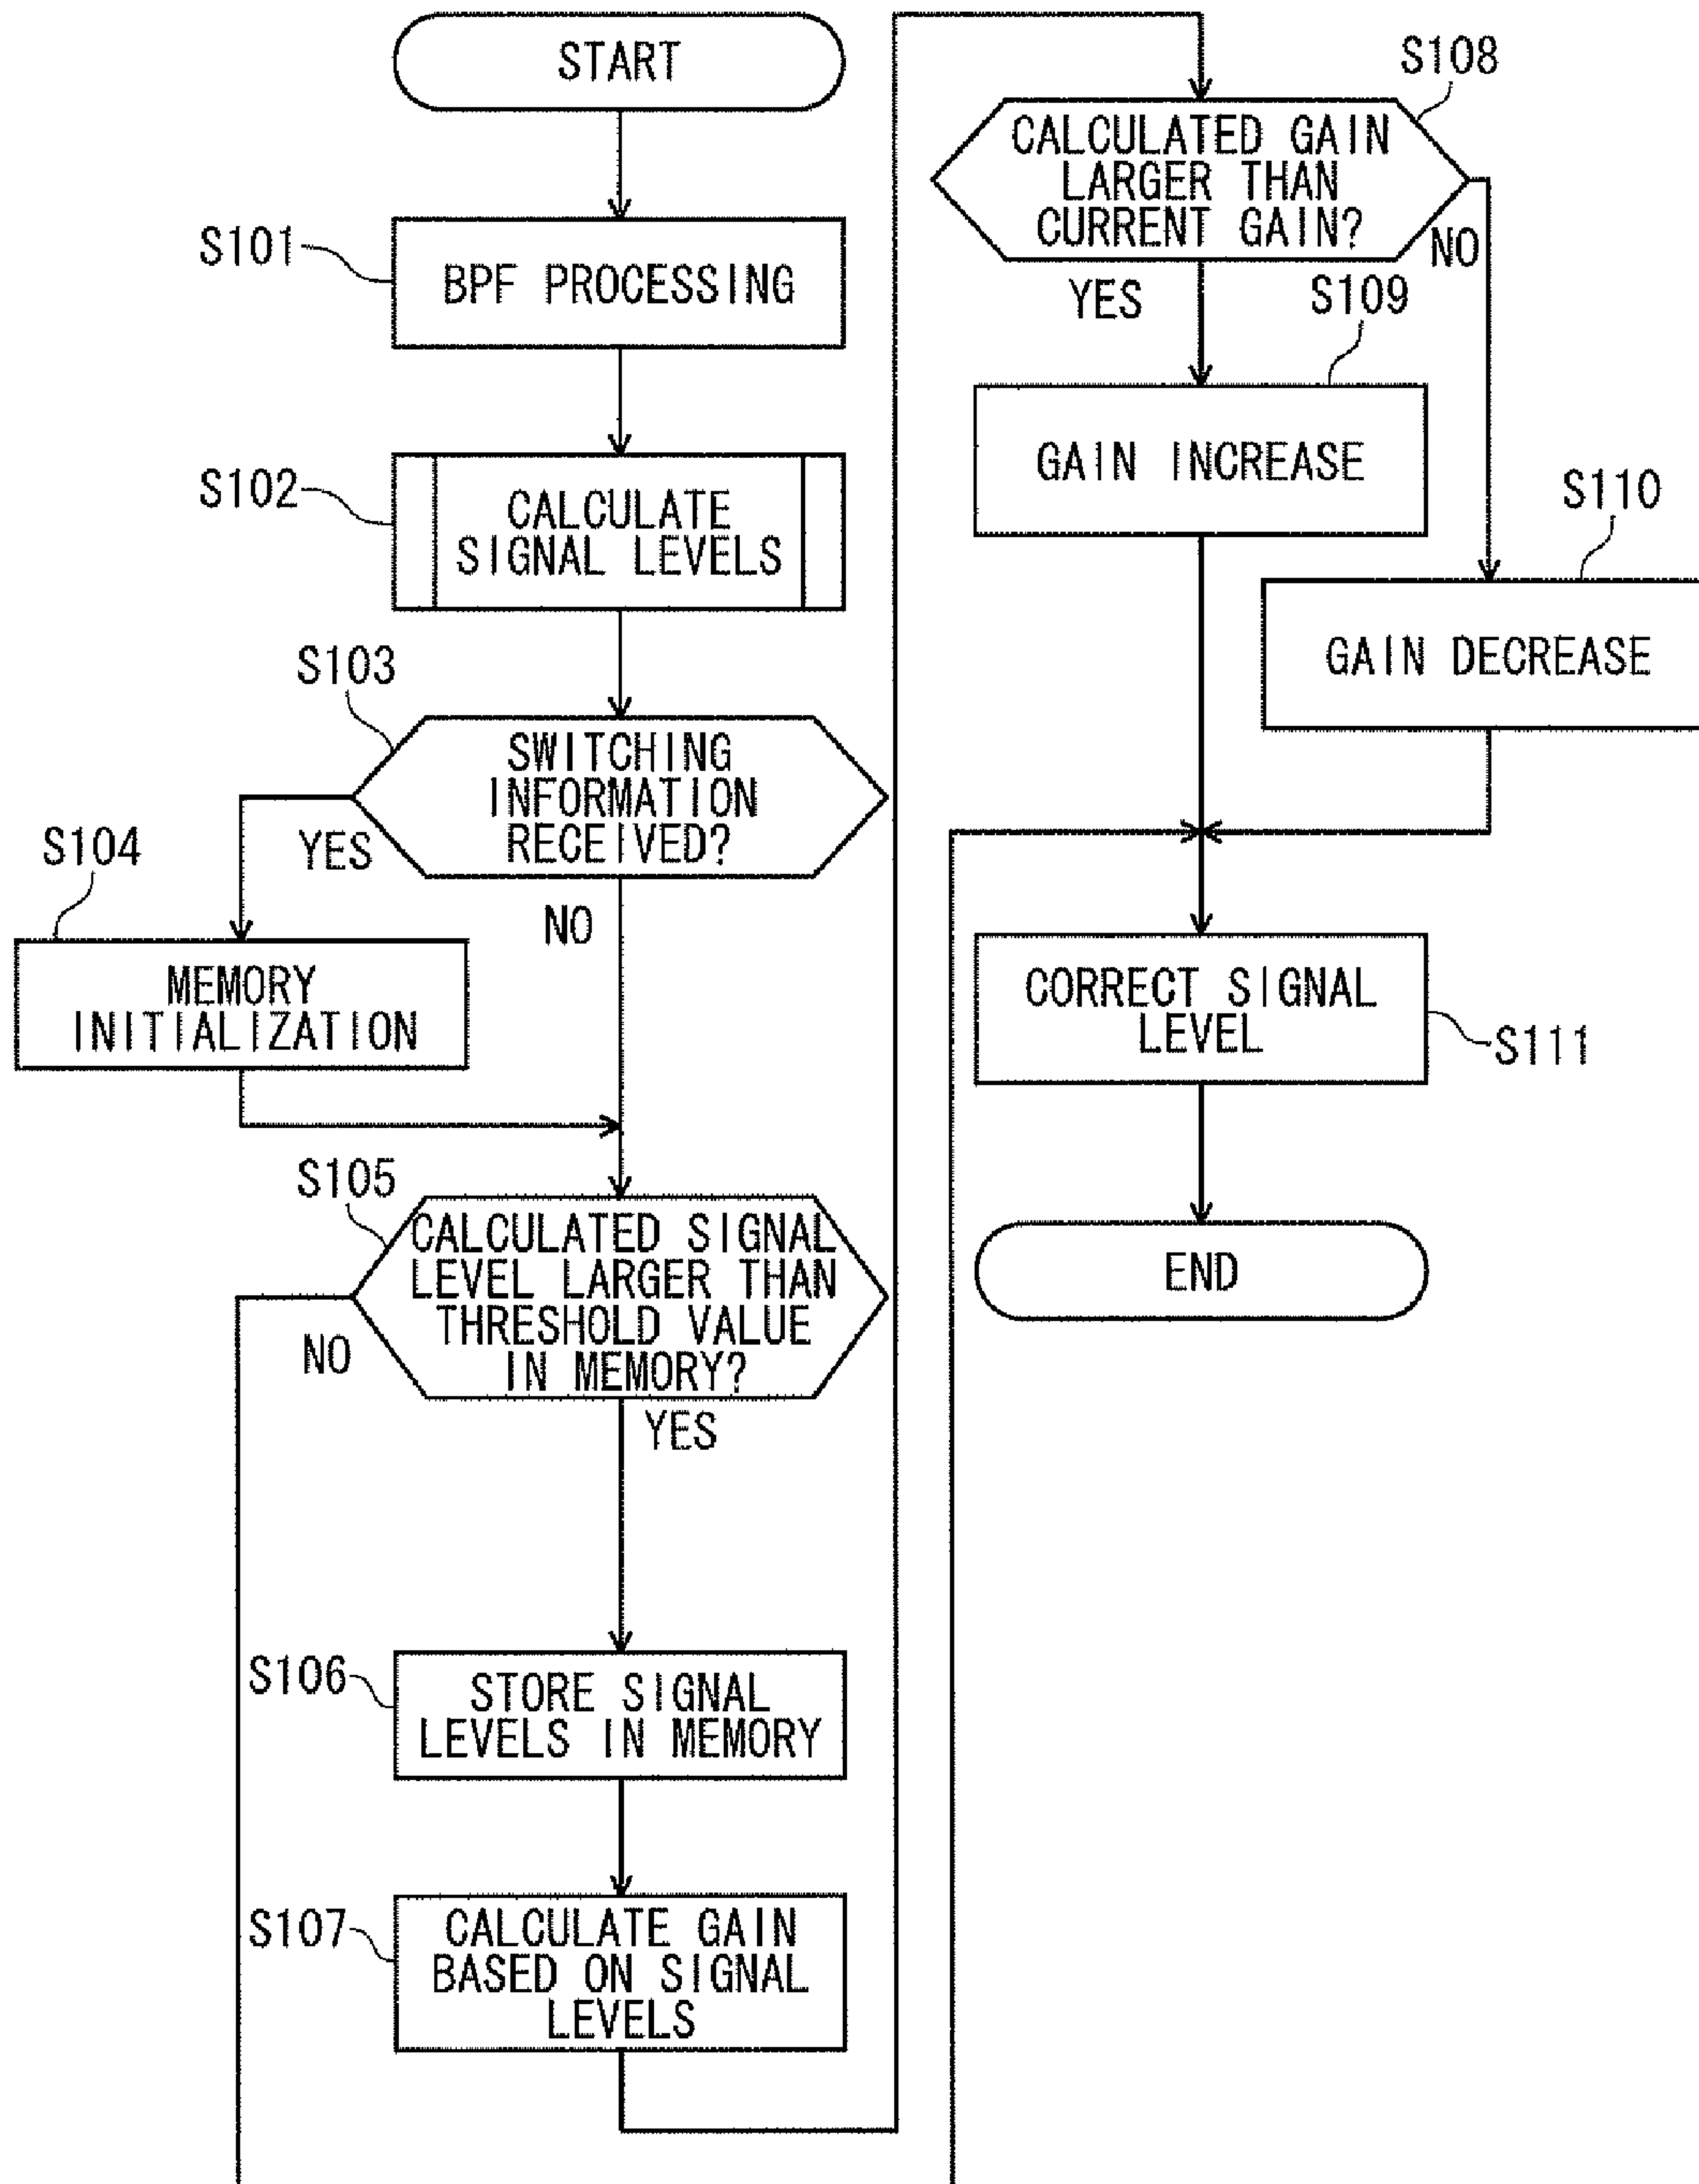 START
S101
BPF PROCESSING
S102
CALCULATE
SIGNAL LEVELS
S103
SWITCHING
INFORMATION
RECEIVED?
YES
NO
S104
MEMORY
INITIALIZATION
S105
CALCULATED SIGNAL
LEVEL LARGER THAN
THRESHOLD VALUE
IN MEMORY?
NO
YES
S106
STORE SIGNAL
LEVELS IN MEMORY
S107
CALCULATE GAIN
BASED ON SIGNAL
LEVELS
S108
CALCULATED GAIN
LARGER THAN
CURRENT GAIN?
NO
YES
S109
GAIN INCREASE
S110
GAIN DECREASE
CORRECT SIGNAL
LEVEL
S111
END